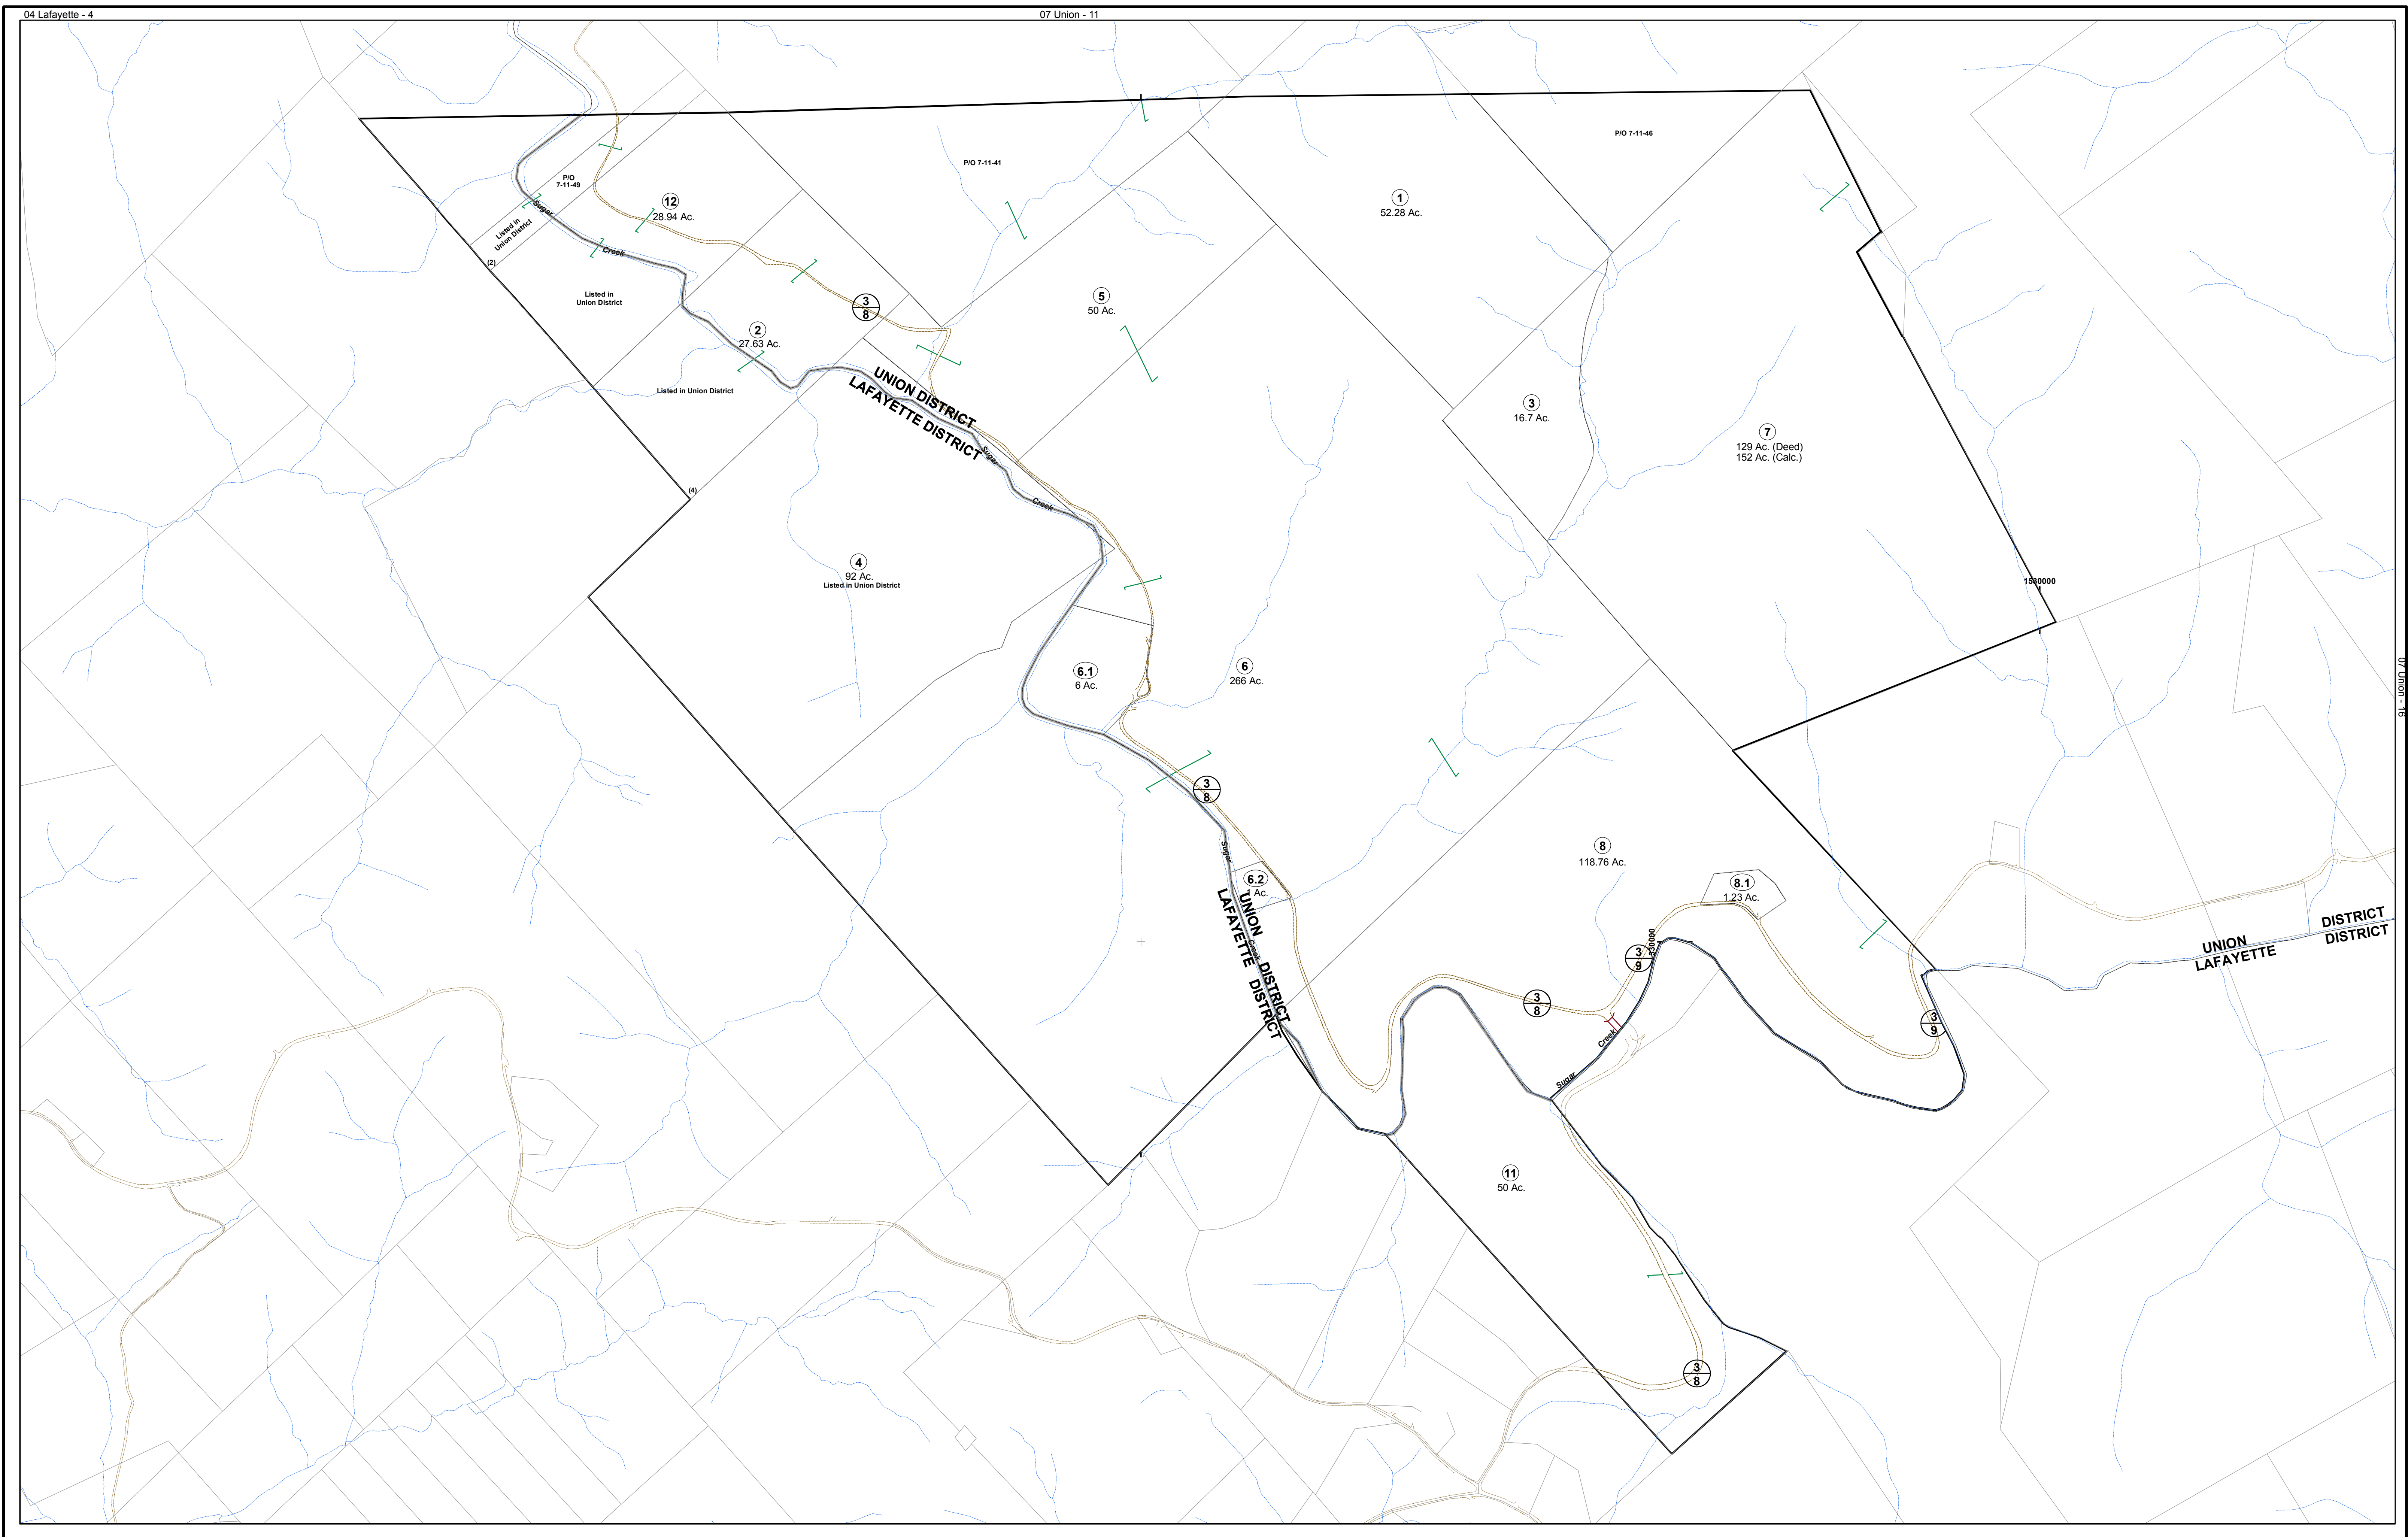 04 Lafayette - 4
07 Union - 11
P/O 7-11-46
P/O 7-11-41
P/O
7-11-49
12
28.94 Ac.
1
52.28 Ac.
Sugar
Listed in
Union District
Creek
(2)
Listed in
Union District
5
50 Ac.
3
8
2
27.63 Ac.
Listed in Union District
UNION DISTRICT
LAFAYETTE DISTRICT
3
16.7 Ac.
7
129 Ac. (Deed)
152 Ac. (Calc.)
Sugar
(4)
Creek
4
92 Ac.
Listed in Union District
1580000
6.1
6 Ac.
6
266 Ac.
07 Union - 16
3
8
8
118.76 Ac.
Sugar
6.2
Ac.
8.1
1.23 Ac.
UNION DISTRICT
LAFAYETTE DISTRICT
Creek
UNION DISTRICT
LAFAYETTE DISTRICT
3
9
3
8
3
9
Creek
Sugar
11
50 Ac.
3
8